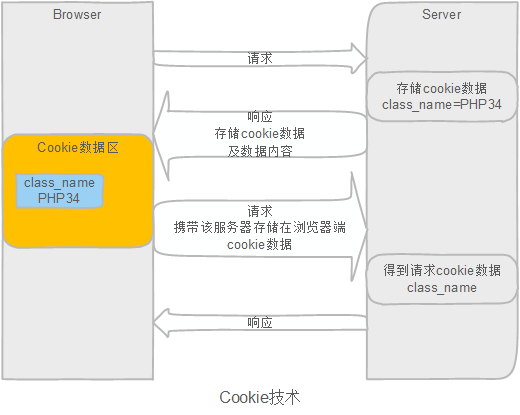 Browser
Server
请求
存储cookie数据
class_name=PHP34
响应
存储cookie数据
及数据内容
Cookie数据区
class_name
PHP34
请求
携带该服务器存储在浏览器端
cookie数据
得到请求cookie数据
class_name
响应
Cookie技术